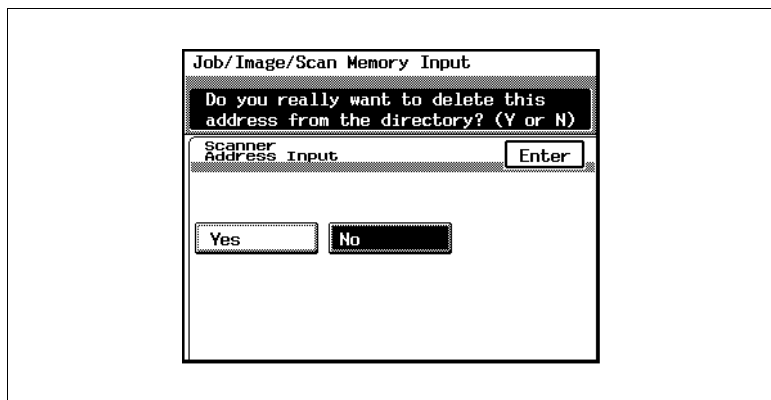 Job/Image/Scan Memory Input
Do you really want to delete this
address from the directory? (Y or N)
Scanner
Address Input
Enter
Yes
No